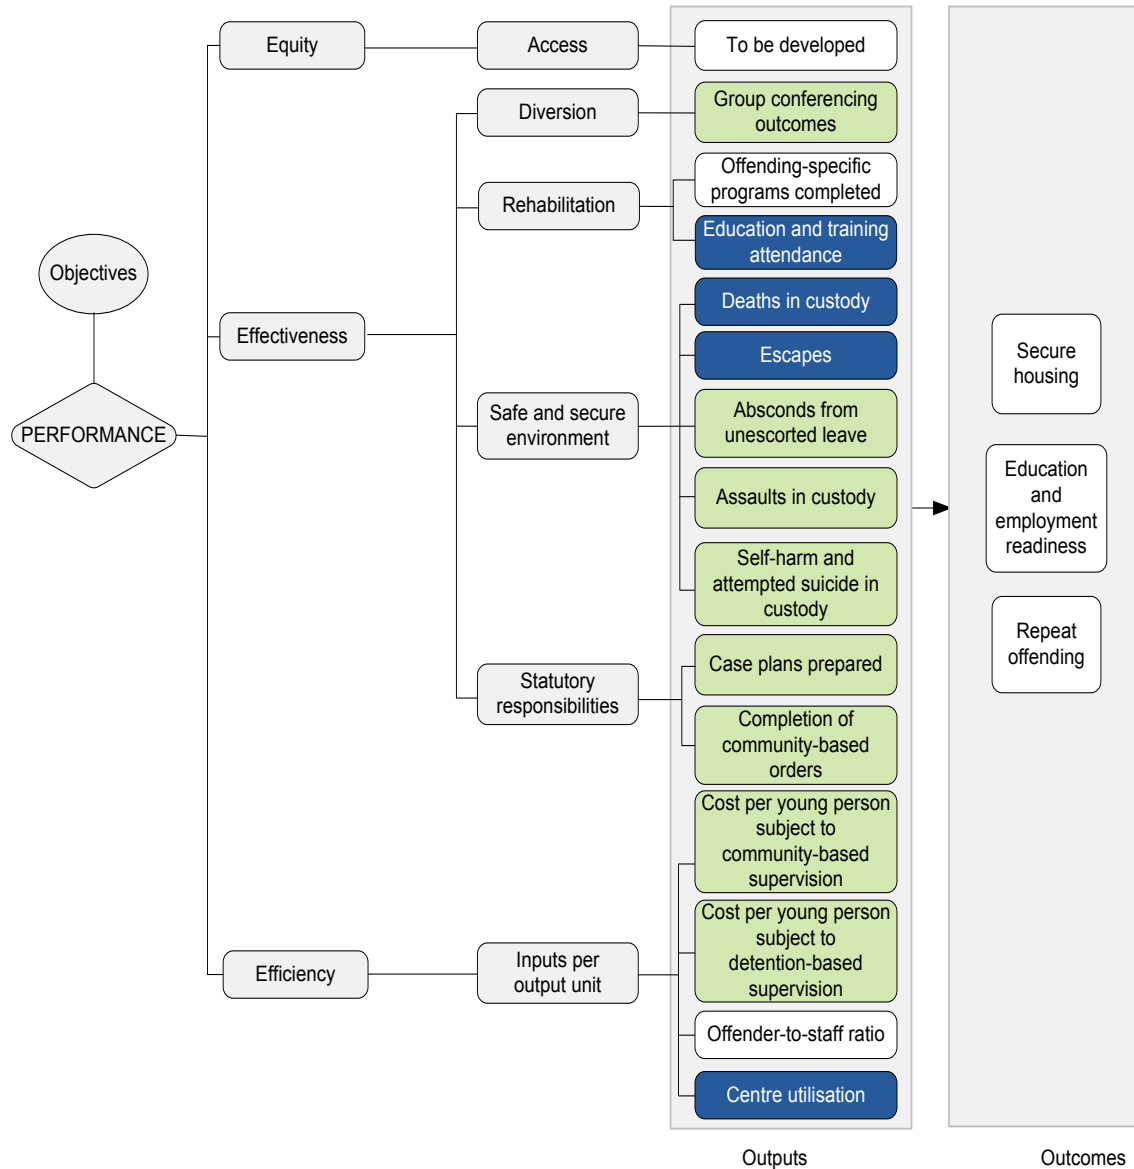 Equity
Access
To be developed
Diversion
Group conferencing
outcomes
Rehabilitation
Offending-specific
programs completed
Education and training
attendance
Objectives
PERFORMANCE
Effectiveness
Safe and secure
environment
Deaths in custody
Escapes
Absconds from
unescorted leave
Assaults in custody
Self-harm and
attempted suicide in
custody
Statutory
responsibilities
Case plans prepared
Completion of
community-based
orders
Efficiency
Inputs per
output unit
Cost per young person
subject to
community-based
supervision
Cost per young person
subject to
detention-based
supervision
Offender-to-staff ratio
Centre utilisation
Outputs
Secure
housing
Education
and
employment
readiness
Repeat
offending
Outcomes